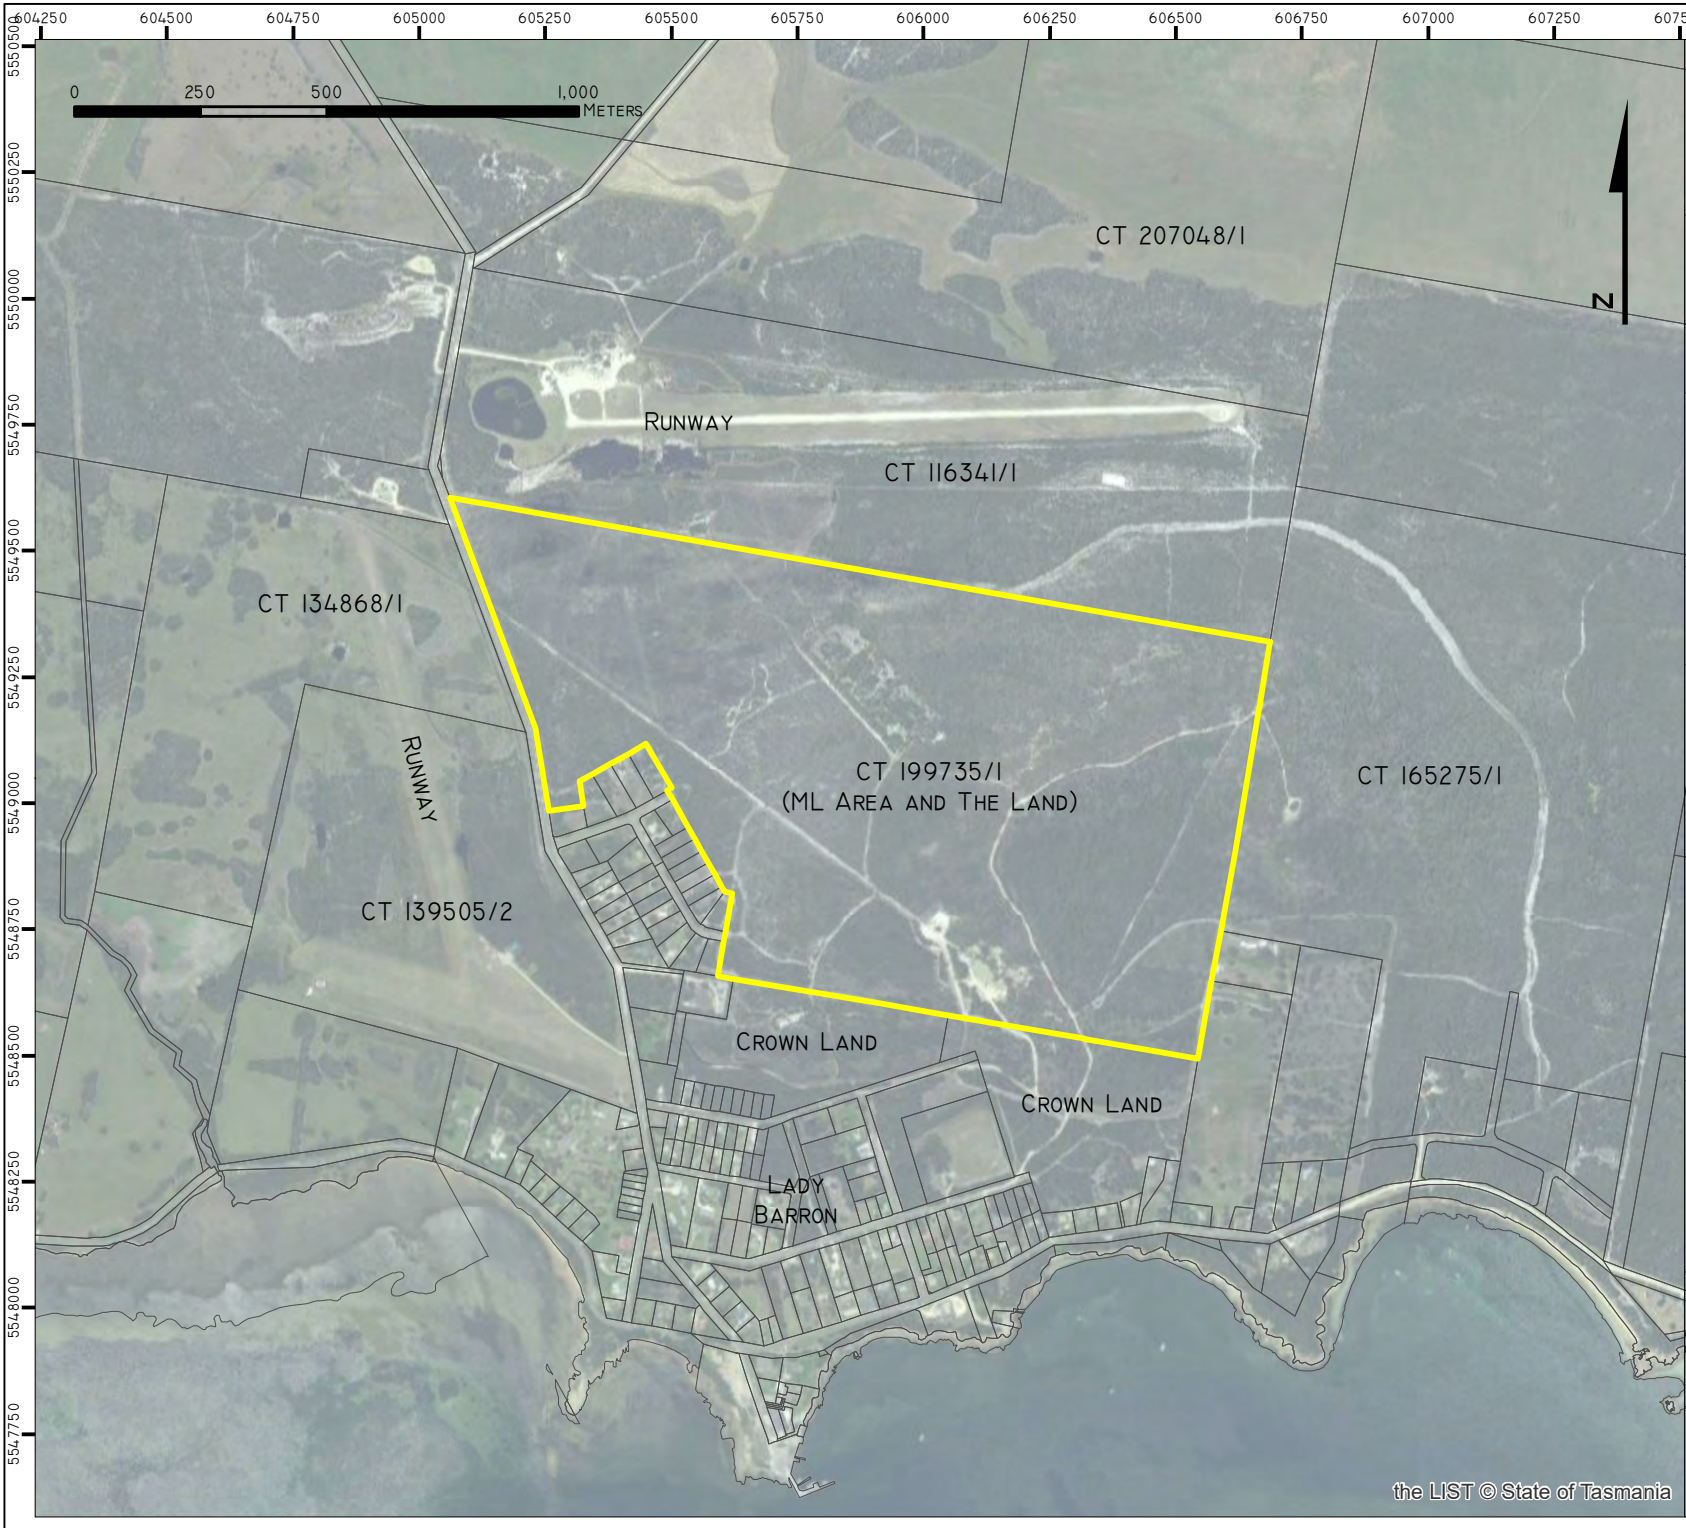 604250 604500 604750 605000 605250 605500 605750 606000 606250 606500 606750 607000 607250 6075
0 250 500 1,000
METERS
5550500
5550250
5550000
5549750
5549500
5549250
5549000
5548750
5548500
5548250
5548000
5547750
CT 207048/1
N
RUNWAY
CT 116341/1
CT 134868/1
RUNWAY
CT 199735/1
(ML AREA AND THE LAND)
CT 165275/1
CT 139505/2
CROWN LAND
CROWN LAND
LADY
BARRON
the LIST © State of Tasmania